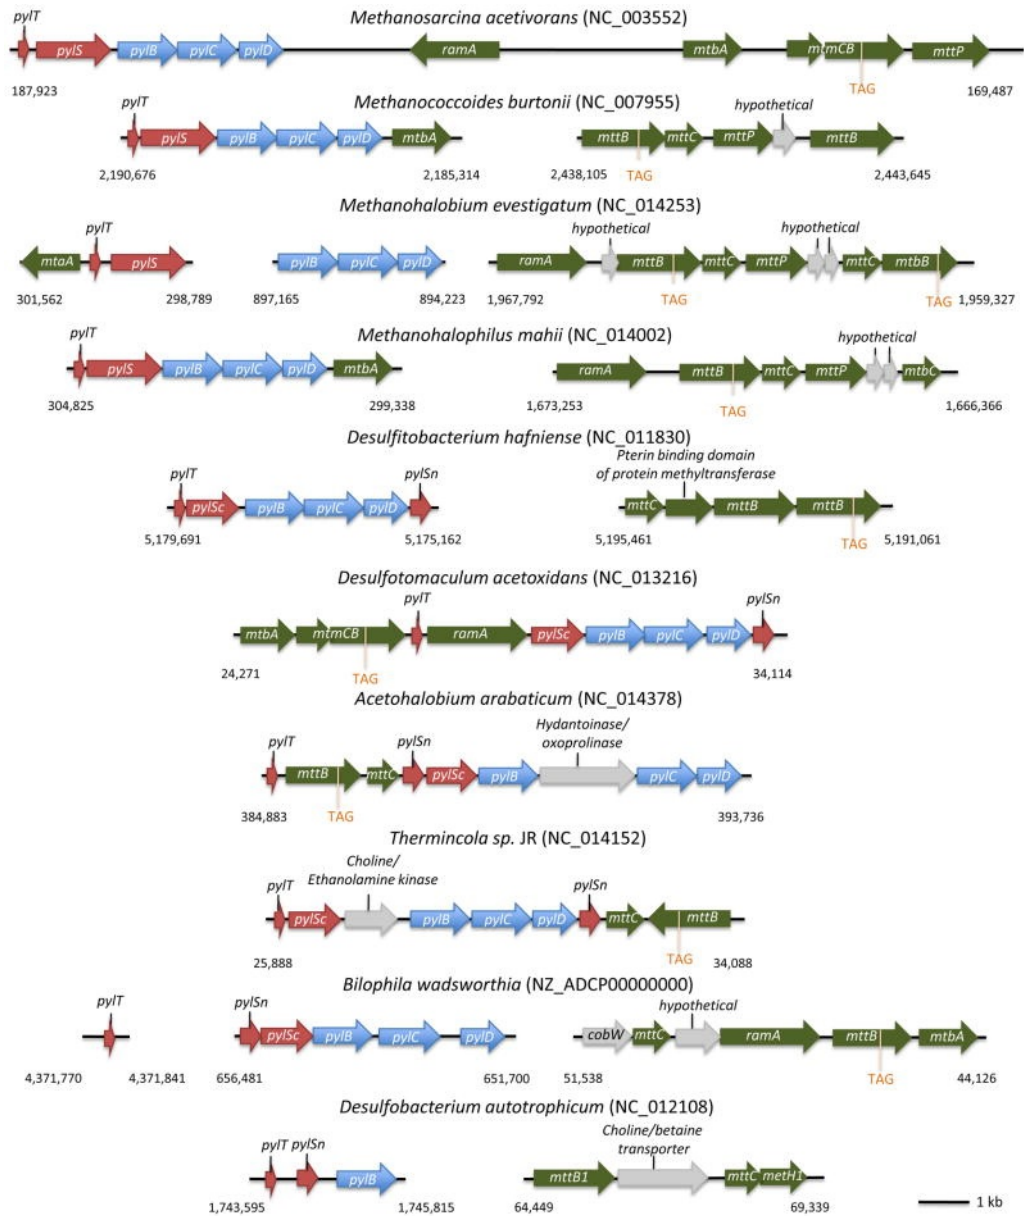 Methanosarcina acetivorans (NC_003552)
pylT
pylS pylB pylC pylD ramA mtbA mtmCB mttP
TAG
187,923 169,487
Methanococcoides burtonii (NC_007955)
pylT hypothetical
pylS pylB pylC pylD mtbA mttB mttC mttP mttB
TAG
2,190,676 2,185,314 2,438,105 2,443,645
Methanohalobium evestigatum (NC_014253)
pylT hypothetical hypothetical
mtaA pylS pylB pylC pylD ramA mttB mttC mttP mttC mtbB
TAG TAG
301,562 298,789 897,165 894,223 1,967,792 1,959,327
Methanohalophilus mahii (NC_014002)
pylT hypothetical
pylS pylB pylC pylD mtbA ramA mttB mttC mttP mtbC
TAG
304,825 299,338 1,673,253 1,666,366
Desulfitobacterium hafniense (NC_011830)
pylT pylSn Pterin binding domain
of protein methyltransferase
pylSc pylB pylC pylD mttC mttB mttB
TAG
5,179,691 5,175,162 5,195,461 5,191,061
Desulfotomaculum acetoxidans (NC_013216)
pylT pylSn
mtbA mtmCB ramA pylSc pylB pylC pylD
TAG
24,271 34,114
Acetohalobium arabaticum (NC_014378)
pylT pylSn Hydantoinase/
oxoprolinase
mttB mttC pylSc pylB pylC pylD
TAG
384,883 393,736
Thermincola sp. JR (NC_014152)
pylT Choline/
Ethanolamine kinase pylSn
pylSc pylB pylC pylD mttC mttB
TAG
25,888 34,088
Bilophila wadsworthia (NZ_ADCP00000000)
pylT pylSn hypothetical
pylSc pylB pylC pylD cobW mttC ramA mttB mtbA
TAG
4,371,770 4,371,841 656,481 651,700 51,538 44,126
Desulfobacterium autotrophicum (NC_012108)
pylT pylSn Choline/betaine
transporter
pylB mttB1 mttC metH1
1,743,595 1,745,815 64,449 69,339
1 kb